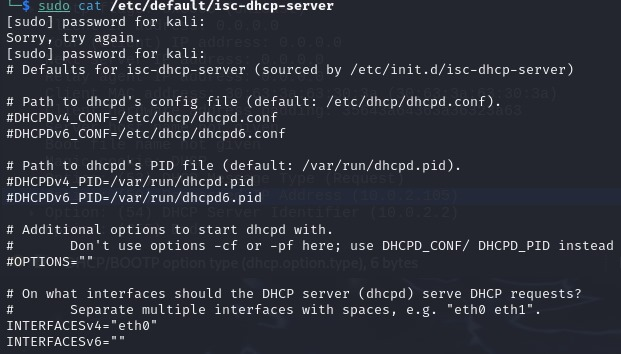 └─$ sudo cat /etc/default/isc-dhcp-server
[sudo] password for kali:
Sorry, try again.
[sudo] password for kali:
# Defaults for isc-dhcp-server (sourced by /etc/init.d/isc-dhcp-server)
# Path to dhcpd's config file (default: /etc/dhcp/dhcpd.conf).
#DHCPDv4_CONF=/etc/dhcp/dhcpd.conf
#DHCPDv6_CONF=/etc/dhcp/dhcpd6.conf
# Path to dhcpd's PID file (default: /var/run/dhcpd.pid).
#DHCPDv4_PID=/var/run/dhcpd.pid
#DHCPDv6_PID=/var/run/dhcpd6.pid
# Additional options to start dhcpd with.
#       Don't use options -cf or -pf here; use DHCPD_CONF/ DHCPD_PID instead
#OPTIONS=""
# On what interfaces should the DHCP server (dhcpd) serve DHCP requests?
#       Separate multiple interfaces with spaces, e.g. "eth0 eth1".
INTERFACESv4="eth0"
INTERFACESv6=""